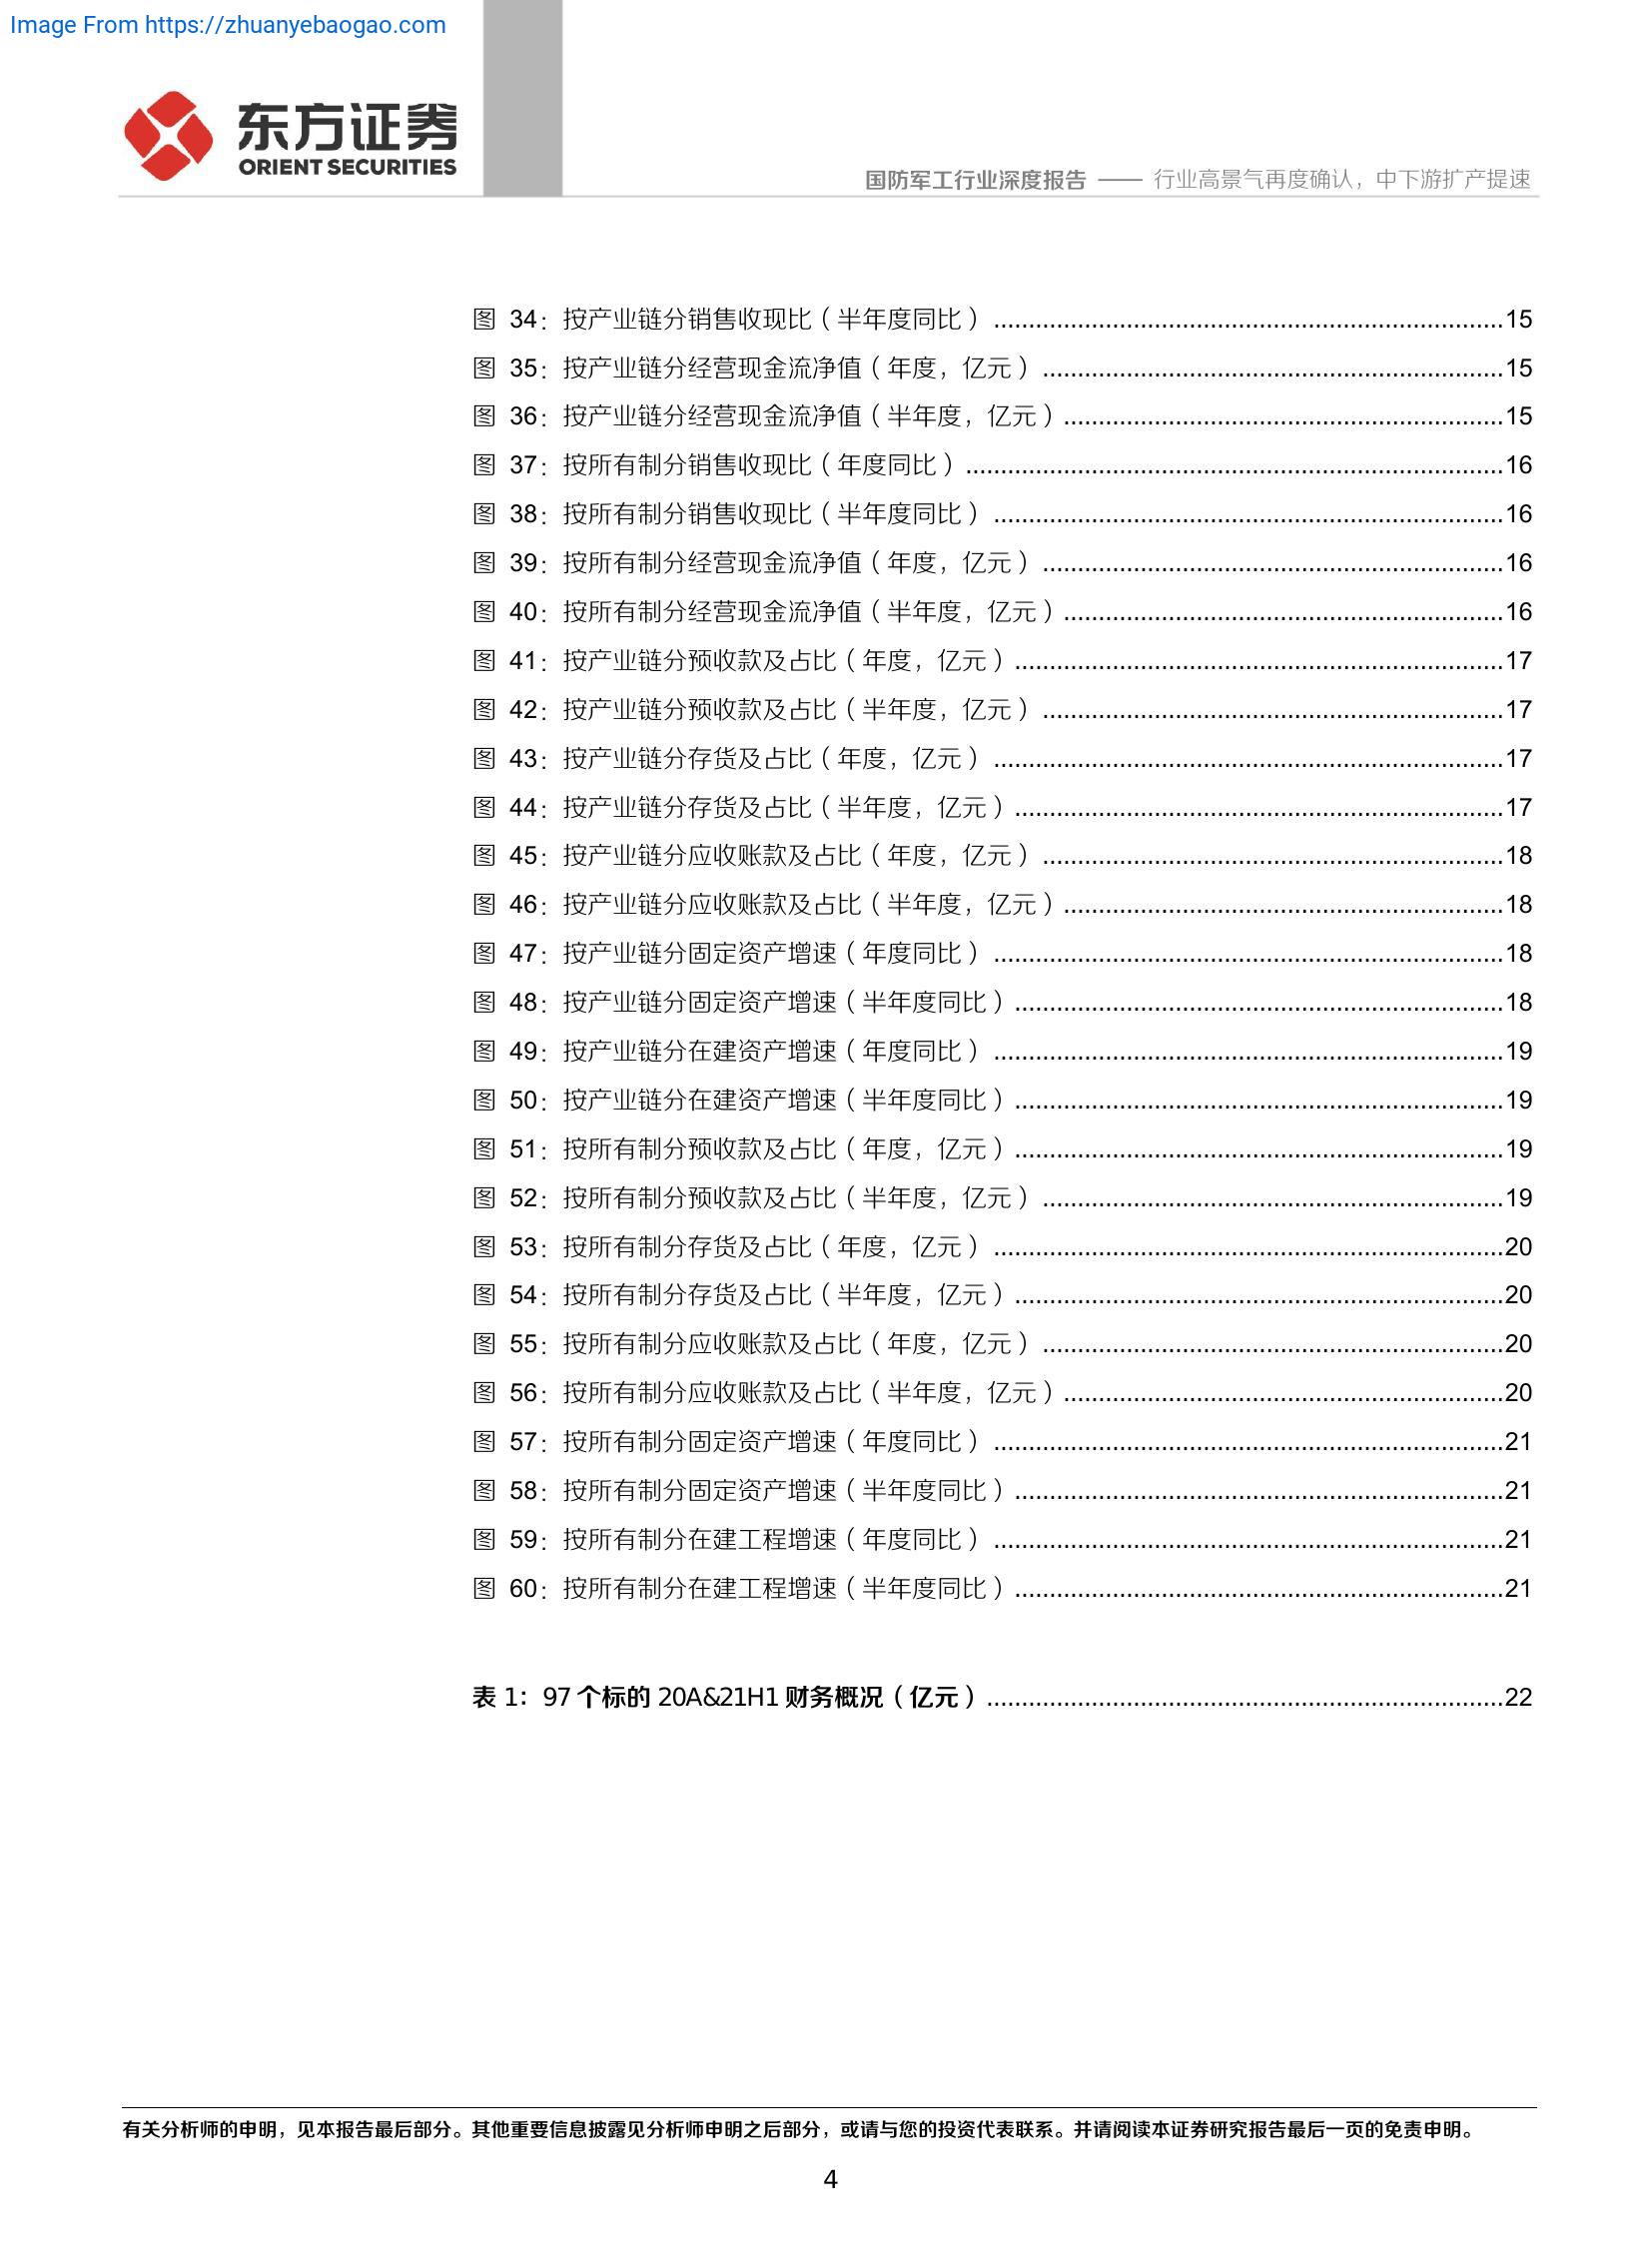 Image From https://zhuanyebaogao.com
东方证券
ORIENT SECURITIES
国防军工行业深度报告 —— 行业高景气再度确认，中下游扩产提速
图 34：按产业链分销售收现比（半年度同比）..........15
图 35：按产业链分经营现金流净值（年度，亿元）..........15
图 36：按产业链分经营现金流净值（半年度，亿元）..........15
图 37：按所有制分销售收现比（年度同比）..........16
图 38：按所有制分销售收现比（半年度同比）..........16
图 39：按所有制分经营现金流净值（年度，亿元）..........16
图 40：按所有制分经营现金流净值（半年度，亿元）..........16
图 41：按产业链分预收款及占比（年度，亿元）..........17
图 42：按产业链分预收款及占比（半年度，亿元）..........17
图 43：按产业链分存货及占比（年度，亿元）..........17
图 44：按产业链分存货及占比（半年度，亿元）..........17
图 45：按产业链分应收账款及占比（年度，亿元）..........18
图 46：按产业链分应收账款及占比（半年度，亿元）..........18
图 47：按产业链分固定资产增速（年度同比）..........18
图 48：按产业链分固定资产增速（半年度同比）..........18
图 49：按产业链分在建资产增速（年度同比）..........19
图 50：按产业链分在建资产增速（半年度同比）..........19
图 51：按所有制分预收款及占比（年度，亿元）..........19
图 52：按所有制分预收款及占比（半年度，亿元）..........19
图 53：按所有制分存货及占比（年度，亿元）..........20
图 54：按所有制分存货及占比（半年度，亿元）..........20
图 55：按所有制分应收账款及占比（年度，亿元）..........20
图 56：按所有制分应收账款及占比（半年度，亿元）..........20
图 57：按所有制分固定资产增速（年度同比）..........21
图 58：按所有制分固定资产增速（半年度同比）..........21
图 59：按所有制分在建工程增速（年度同比）..........21
图 60：按所有制分在建工程增速（半年度同比）..........21
表 1：97 个标的 20A&21H1 财务概况（亿元）..........22
有关分析师的申明，见本报告最后部分。其他重要信息披露见分析师申明之后部分，或请与您的投资代表联系。并请阅读本证券研究报告最后一页的免责申明。
4